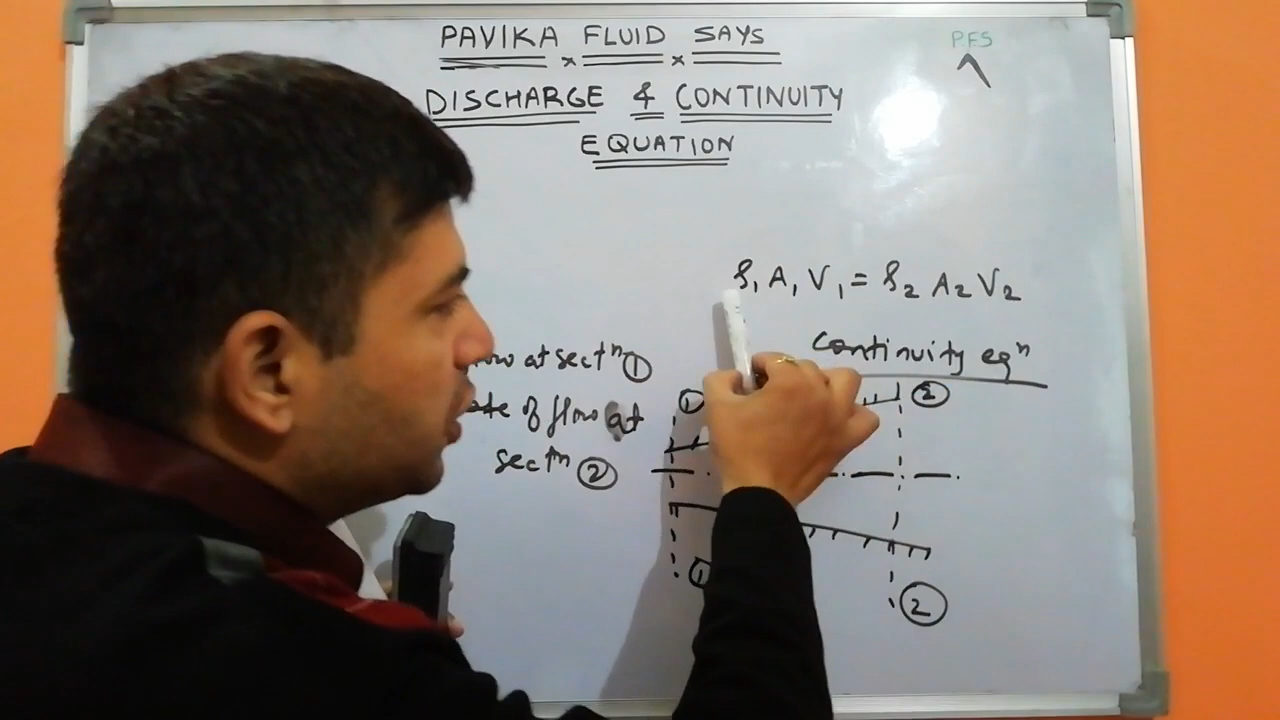 PAVIKA FLUID SAYS
PFS
DISCHARGE & CONTINUITY
EQUATION
ρ₁ A₁ V₁ = ρ₂ A₂ V₂
continuity eqⁿ
at sectⁿ ①
of flow at
sectⁿ ②
① ②
① ②